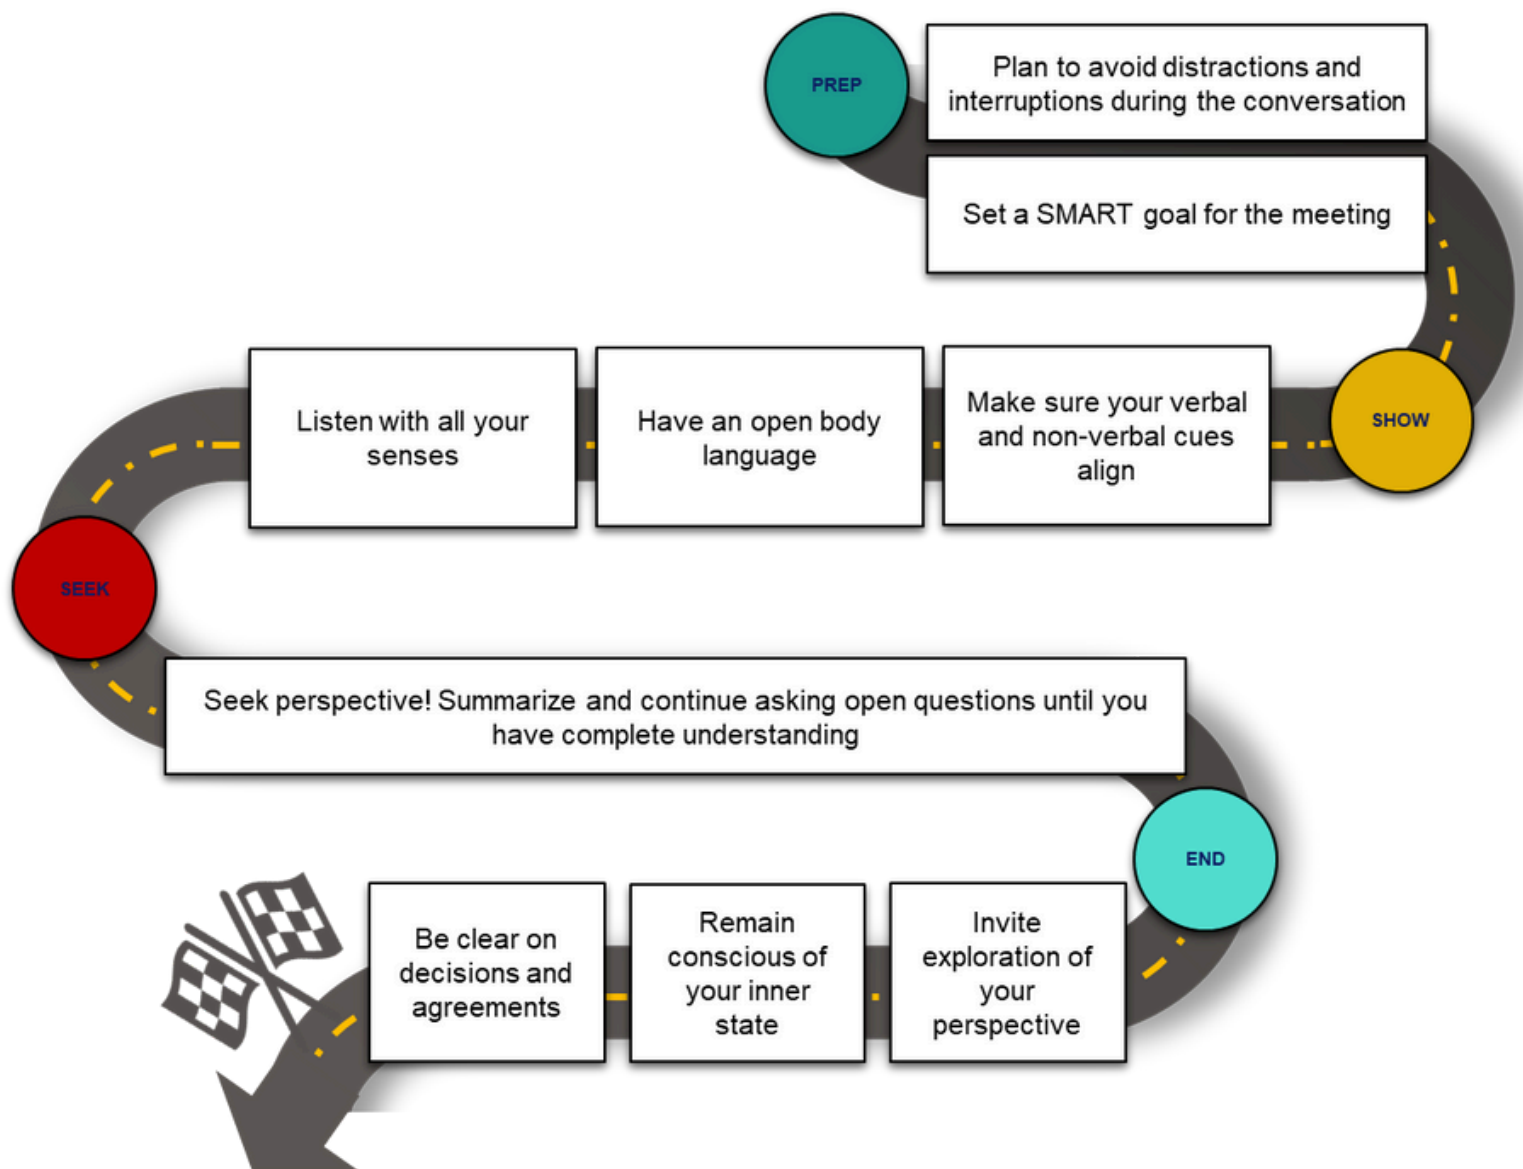 PREP
Plan to avoid distractions and
interruptions during the conversation
Set a SMART goal for the meeting
SHOW
Make sure your verbal
and non-verbal cues
align
Have an open body
language
Listen with all your
senses
SEEK
Seek perspective! Summarize and continue asking open questions until you
have complete understanding
END
Invite
exploration of
your
perspective
Remain
conscious of
your inner
state
Be clear on
decisions and
agreements